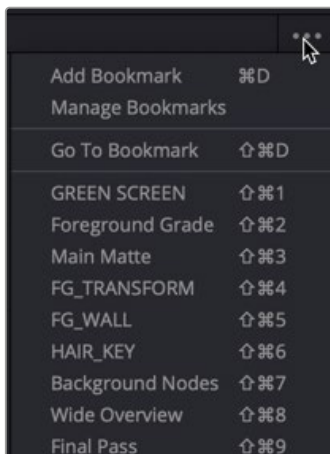 Add Bookmark ⌘D
Manage Bookmarks
Go To Bookmark ⇧⌘D
GREEN SCREEN ⇧⌘1
Foreground Grade ⇧⌘2
Main Matte ⇧⌘3
FG_TRANSFORM ⇧⌘4
FG_WALL ⇧⌘5
HAIR_KEY ⇧⌘6
Background Nodes ⇧⌘7
Wide Overview ⇧⌘8
Final Pass ⇧⌘9